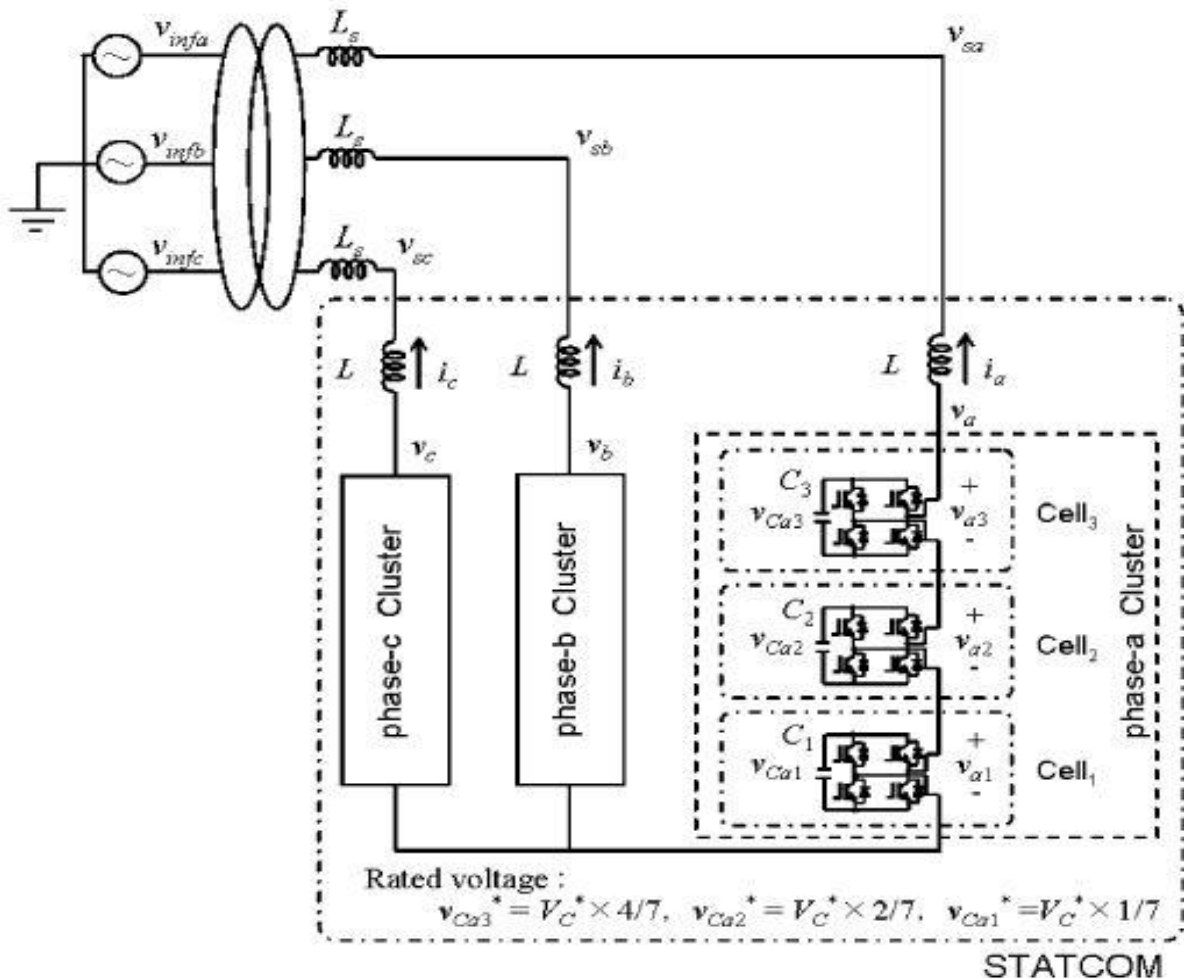 v_infa
L_s
v_sa
v_infb
L_s
v_sb
v_infc
L_s
v_sc
L
i_c
L
i_b
L
i_a
v_c
v_b
v_a
phase-c Cluster
phase-b Cluster
phase-a Cluster
C_3
v_Ca3
+
v_a3
-
Cell_3
C_2
v_Ca2
+
v_a2
-
Cell_2
C_1
v_Ca1
+
v_a1
-
Cell_1
Rated voltage :
v_Ca3^* = V_C^* × 4/7, v_Ca2^* = V_C^* × 2/7, v_Ca1^* =V_C^* × 1/7
STATCOM